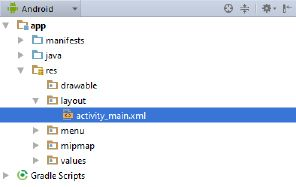 Android
app
manifests
java
res
drawable
layout
activity_main.xml
menu
mipmap
values
Gradle Scripts